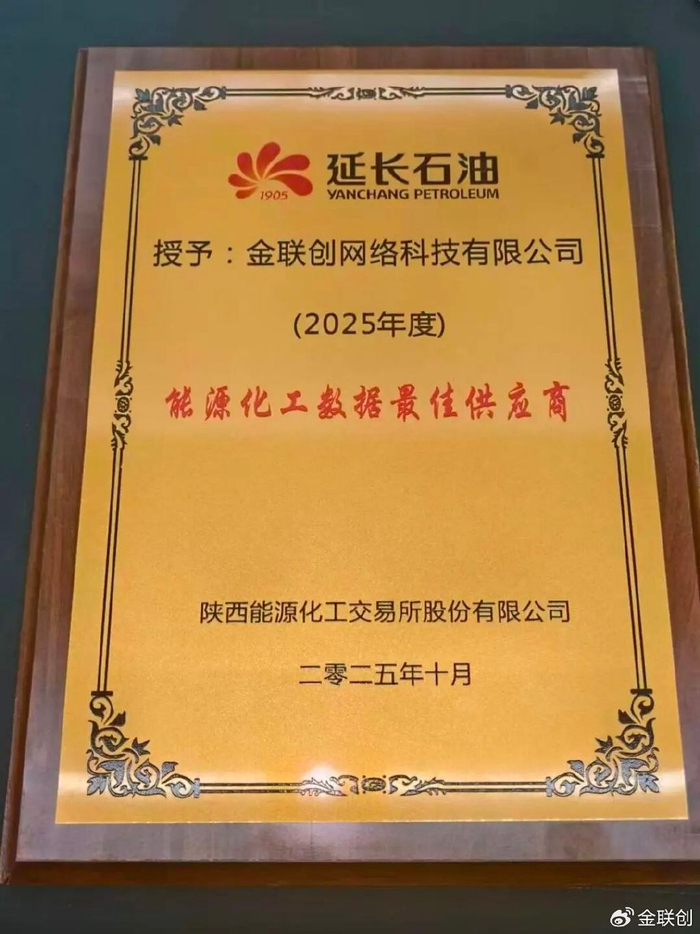 延长石油
1905
YANCHANG PETROLEUM
授予：金联创网络科技有限公司
(2025年度)
能源化工数据最佳供应商
陕西能源化工交易所股份有限公司
二零二五年十月
金联创